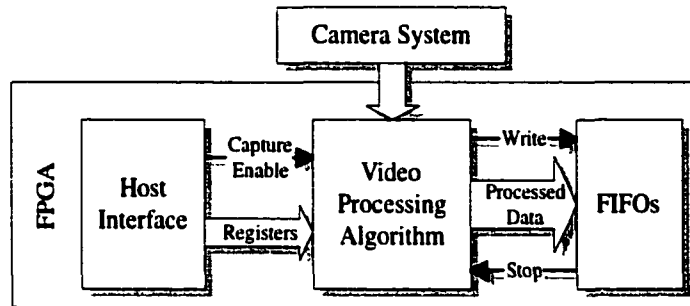 Camera System
FPGA
Host
Interface
Capture
Enable
Registers
Video
Processing
Algorithm
Write
Processed
Data
Stop
FIFOs